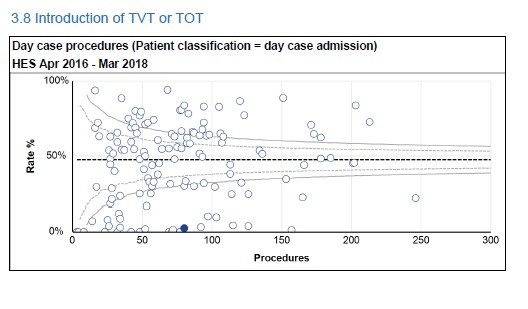 3.8 Introduction of TVT or TOT
Day case procedures (Patient classification = day case admission)
HES Apr 2016 - Mar 2018
100%
50%
0%
Rate %
0 50 100 150 200 250 300
Procedures